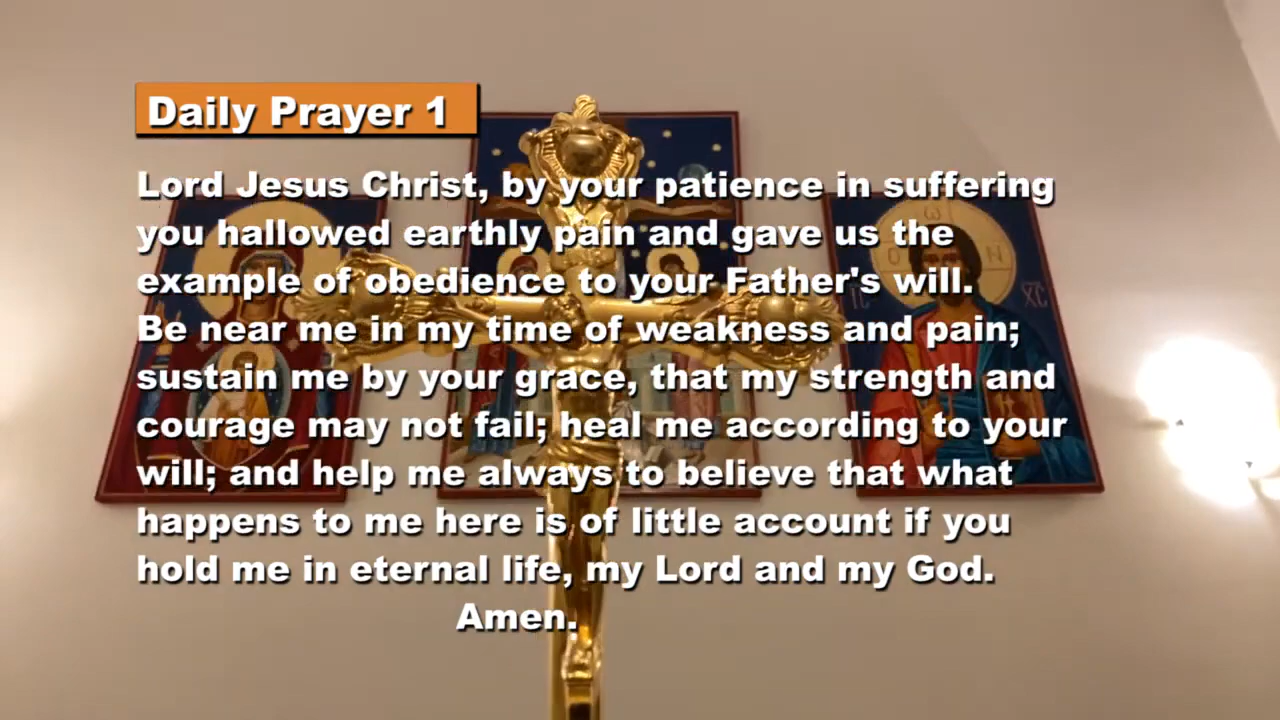 Daily Prayer 1
Lord Jesus Christ, by your patience in suffering
you hallowed earthly pain and gave us the
example of obedience to your Father's will.
Be near me in my time of weakness and pain;
sustain me by your grace, that my strength and
courage may not fail; heal me according to your
will; and help me always to believe that what
happens to me here is of little account if you
hold me in eternal life, my Lord and my God.
Amen.